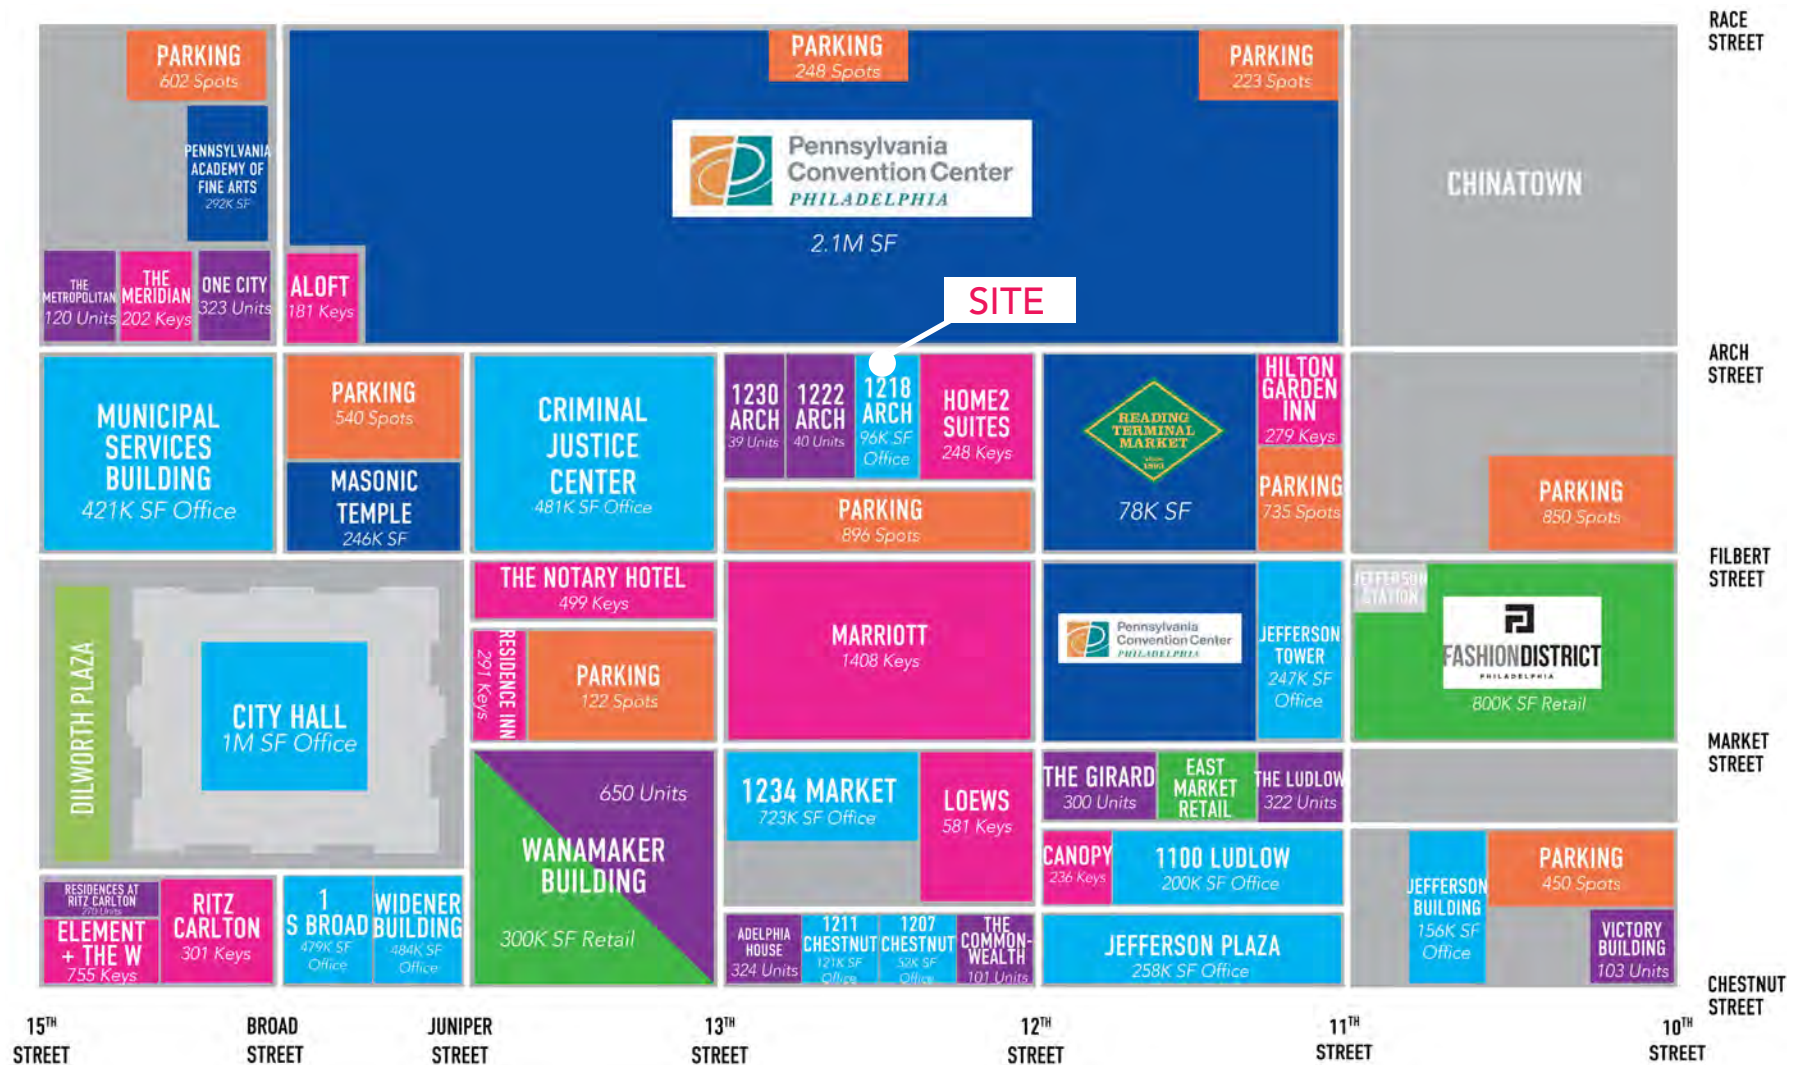 RACE
STREET
PARKING
602 Spots
PARKING
248 Spots
PARKING
223 Spots
PENNSYLVANIA
ACADEMY OF
FINE ARTS
292K SF
Pennsylvania
Convention Center
PHILADELPHIA
2.1M SF
CHINATOWN
THE
METROPOLITAN
120 Units
THE
MERIDIAN
202 Keys
ONE CITY
323 Units
ALOFT
181 Keys
SITE
ARCH
STREET
MUNICIPAL
SERVICES
BUILDING
421K SF Office
PARKING
540 Spots
MASONIC
TEMPLE
246K SF
CRIMINAL
JUSTICE
CENTER
481K SF Office
1230
ARCH
39 Units
1222
ARCH
40 Units
1218
ARCH
96K SF
Office
HOME2
SUITES
248 Keys
PARKING
896 Spots
READING
TERMINAL
MARKET
since
1893
78K SF
HILTON
GARDEN
INN
279 Keys
PARKING
735 Spots
PARKING
850 Spots
FILBERT
STREET
DILWORTH PLAZA
CITY HALL
1M SF Office
THE NOTARY HOTEL
499 Keys
RESIDENCE INN
291 Keys
PARKING
122 Spots
MARRIOTT
1408 Keys
Pennsylvania
Convention Center
PHILADELPHIA
JEFFERSON
TOWER
247K SF
Office
JEFFERSON
STATION
FASHIONDISTRICT
PHILADELPHIA
800K SF Retail
MARKET
STREET
650 Units
WANAMAKER
BUILDING
300K SF Retail
1234 MARKET
723K SF Office
LOEWS
581 Keys
THE GIRARD
300 Units
EAST
MARKET
RETAIL
THE LUDLOW
322 Units
CANOPY
236 Keys
1100 LUDLOW
200K SF Office
JEFFERSON
BUILDING
156K SF
Office
PARKING
450 Spots
VICTORY
BUILDING
103 Units
RESIDENCES AT
RITZ CARLTON
270 Units
ELEMENT
+ THE W
755 Keys
RITZ
CARLTON
301 Keys
1
S BROAD
479K SF
Office
WIDENER
BUILDING
484K SF
Office
ADELPHIA
HOUSE
324 Units
1211
CHESTNUT
121K SF
Office
1207
CHESTNUT
52K SF
Office
THE
COMMON-
WEALTH
101 Units
JEFFERSON PLAZA
258K SF Office
CHESTNUT
STREET
15TH
STREET
BROAD
STREET
JUNIPER
STREET
13TH
STREET
12TH
STREET
11TH
STREET
10TH
STREET